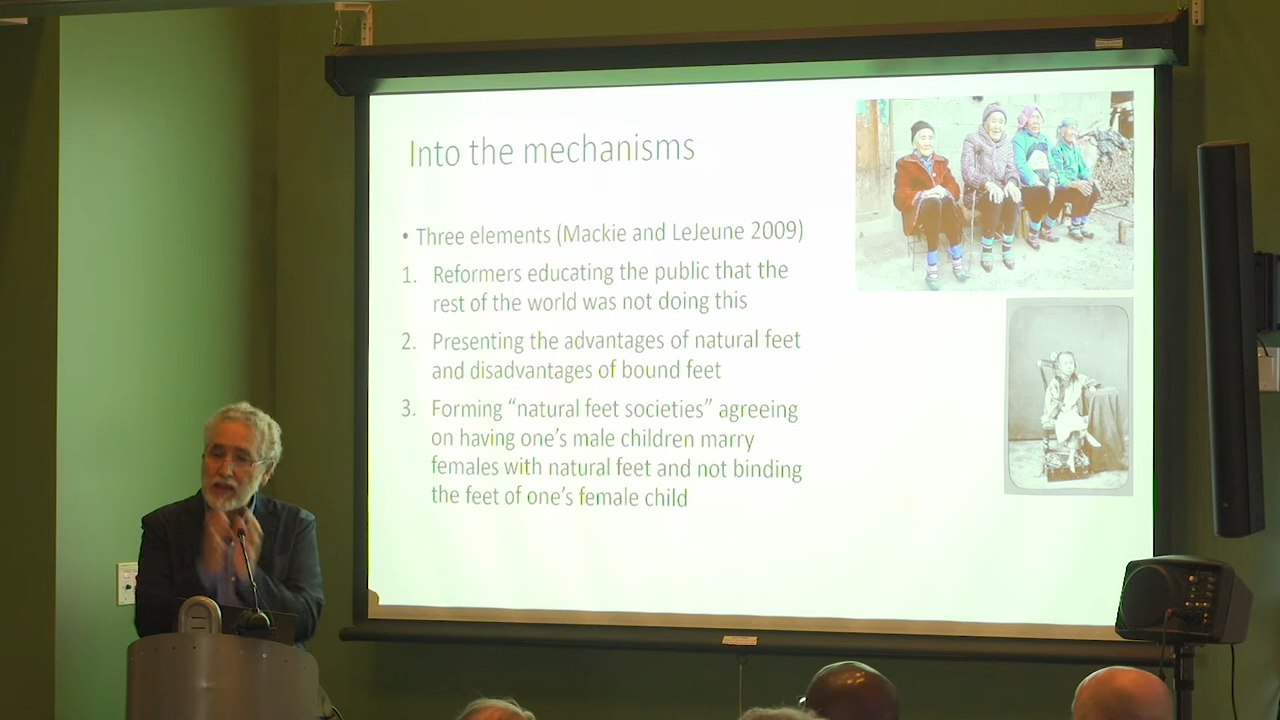 Into the mechanisms
• Three elements (Mackie and LeJeune 2009)
1. Reformers educating the public that the
rest of the world was not doing this
2. Presenting the advantages of natural feet
and disadvantages of bound feet
3. Forming “natural feet societies” agreeing
on having one’s male children marry
females with natural feet and not binding
the feet of one’s female child